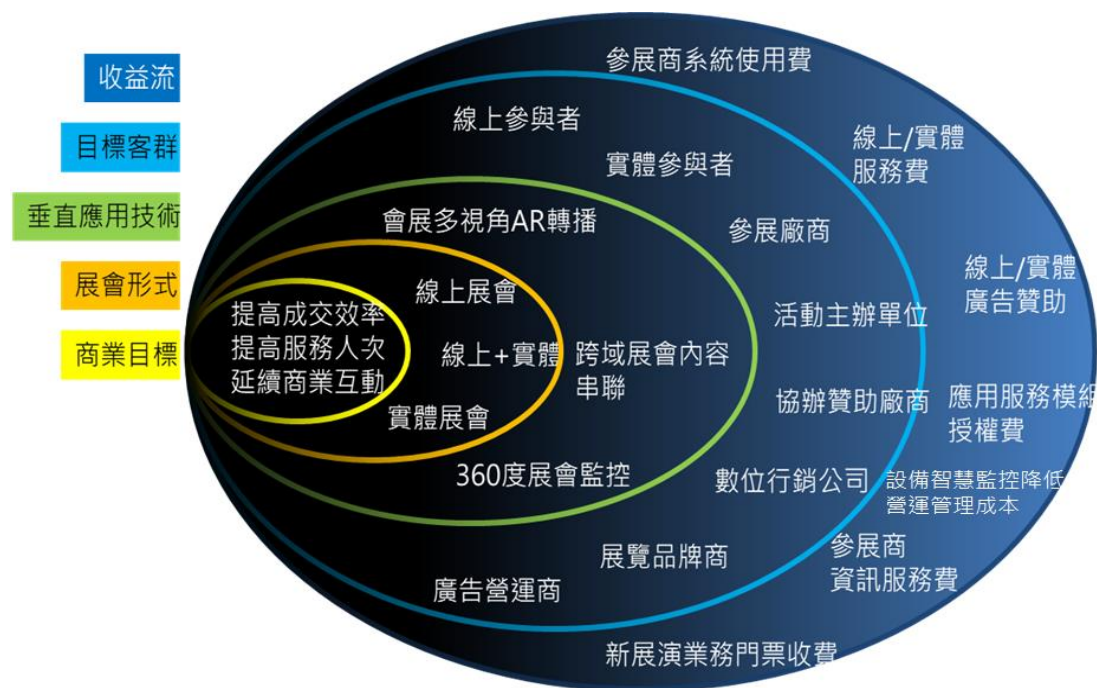 收益流
目標客群
垂直應用技術
展會形式
商業目標
提高成交效率
提高服務人次
延續商業互動
線上展會
線上+實體
實體展會
會展多視角AR轉播
跨域展會內容
串聯
360度展會監控
線上參與者
實體參與者
參展廠商
活動主辦單位
協辦贊助廠商
數位行銷公司
展覽品牌商
廣告營運商
參展商系統使用費
線上/實體
服務費
線上/實體
廣告贊助
應用服務模組
授權費
設備智慧監控降低
營運管理成本
參展商
資訊服務費
新展演業務門票收費